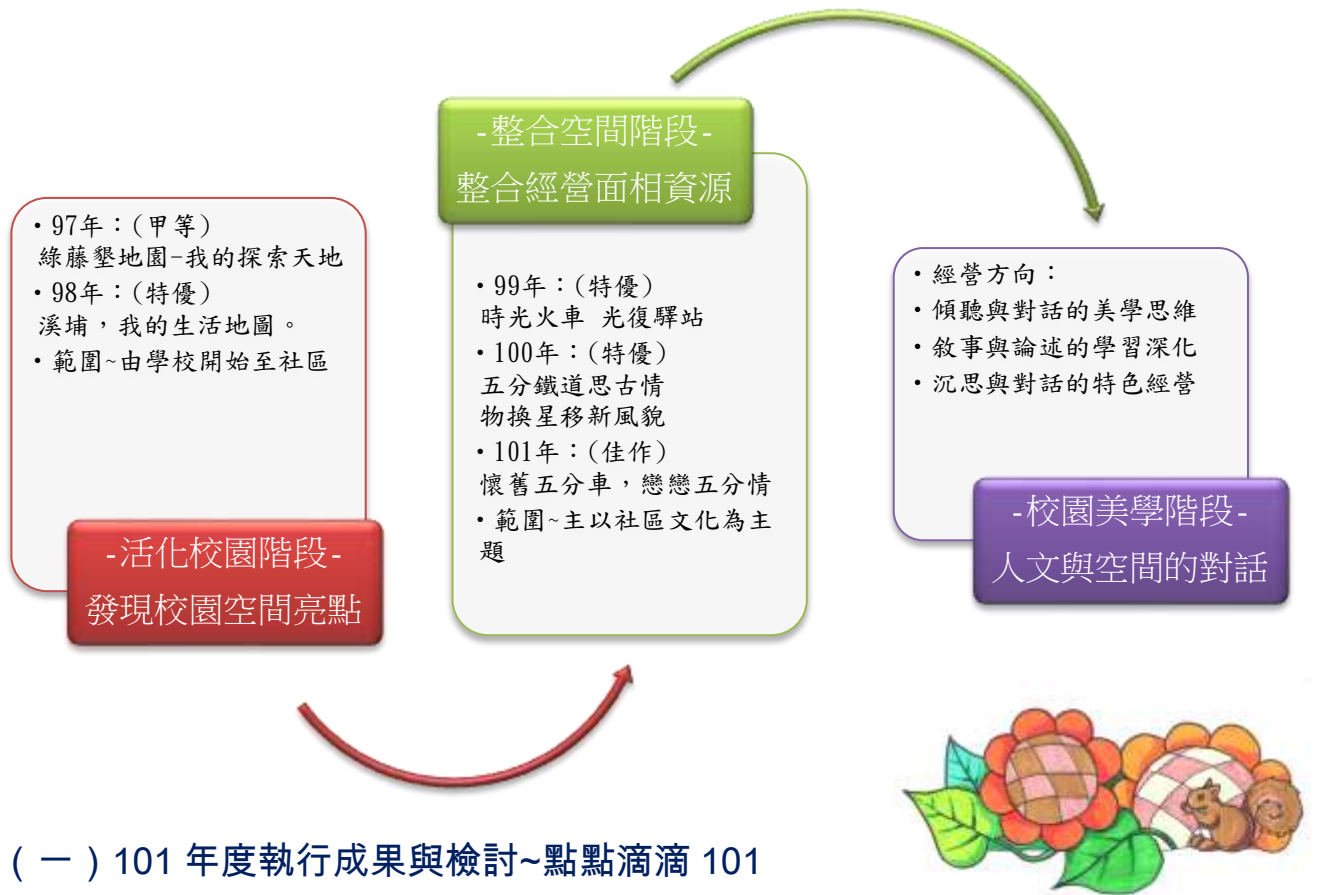 ・97年：(甲等)
綠藤墾地園-我的探索天地
・98年：(特優)
溪埔，我的生活地圖。
・範圍~由學校開始至社區
-活化校園階段-
發現校園空間亮點
-整合空間階段-
整合經營面相資源
・99年：(特優)
時光火車 光復驛站
・100年：(特優)
五分鐵道思古情
物換星移新風貌
・101年：(佳作)
懷舊五分車，戀戀五分情
・範圍~主以社區文化為主
題
・經營方向：
・傾聽與對話的美學思維
・敘事與論述的學習深化
・沉思與對話的特色經營
-校園美學階段-
人文與空間的對話
(一)101 年度執行成果與檢討~點點滴滴 101